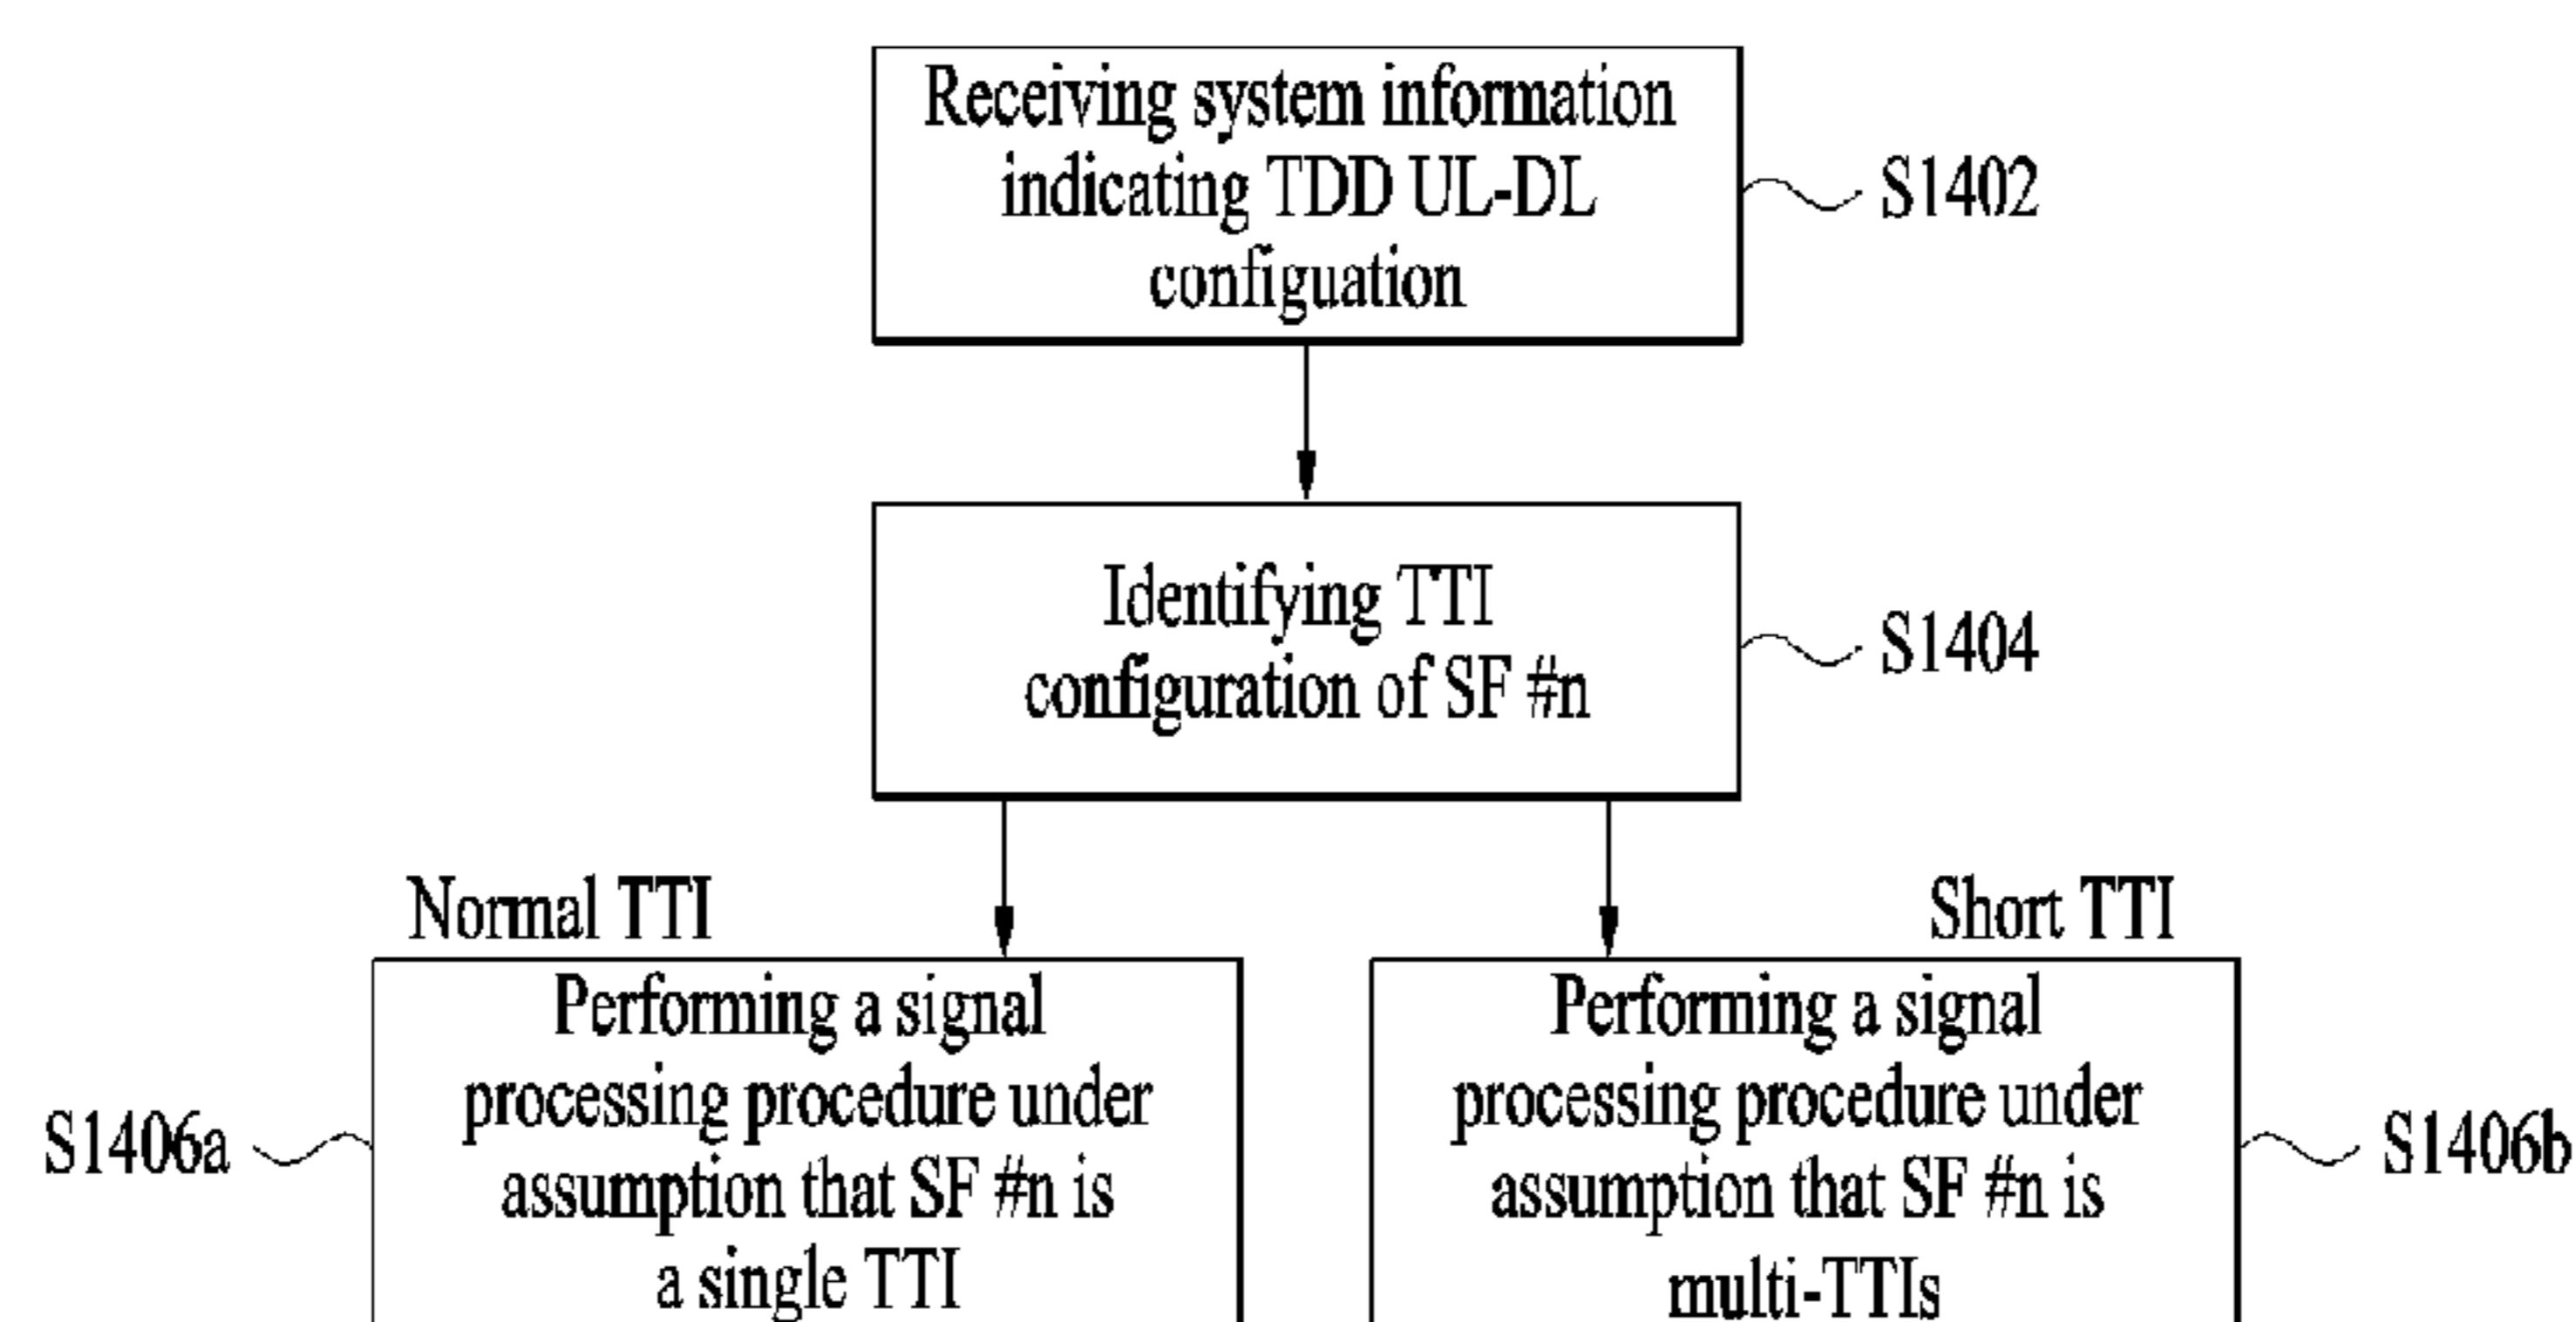 Receiving system information
indicating TDD UL-DL
configuation
S1402
Identifying TTI
configuration of SF #n
S1404
Normal TTI
Short TTI
Performing a signal
processing procedure under
assumption that SF #n is
a single TTI
S1406a
Performing a signal
processing procedure under
assumption that SF #n is
multi-TTIs
S1406b